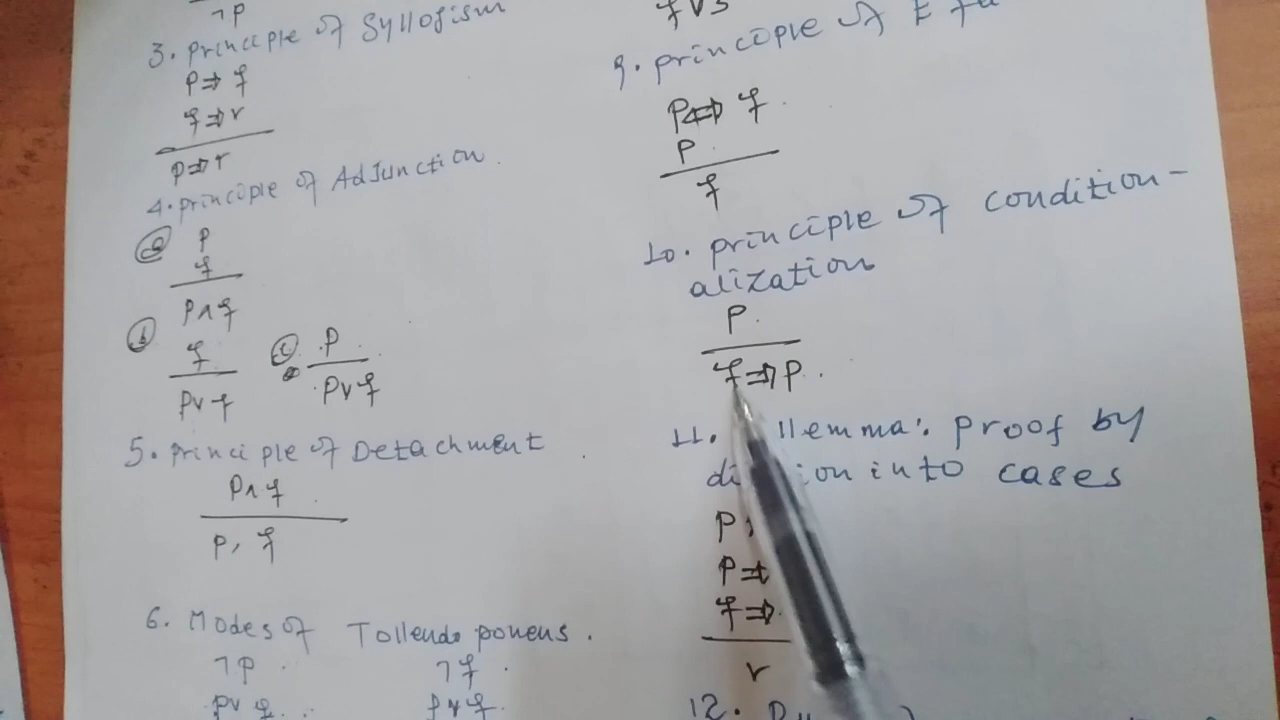 ¬p
3. principle of Syllogism
P⇒q
q⇒r
p⇒r
4. principle of Adjunction.
ⓐ p
q
p∧q
ⓑ q
p∨q
ⓒ p
p∨q
5. principle of Detachment
p∧q
p, q
6. Modes of Tollendo ponens.
¬p ¬q
p∨q p∨q
q∨s
9. principle of
P⇔q
P
q
10. principle of condition-
alization
P
q⇒P.
11. proof by
into cases
P
P⇒
q⇒
r
12.